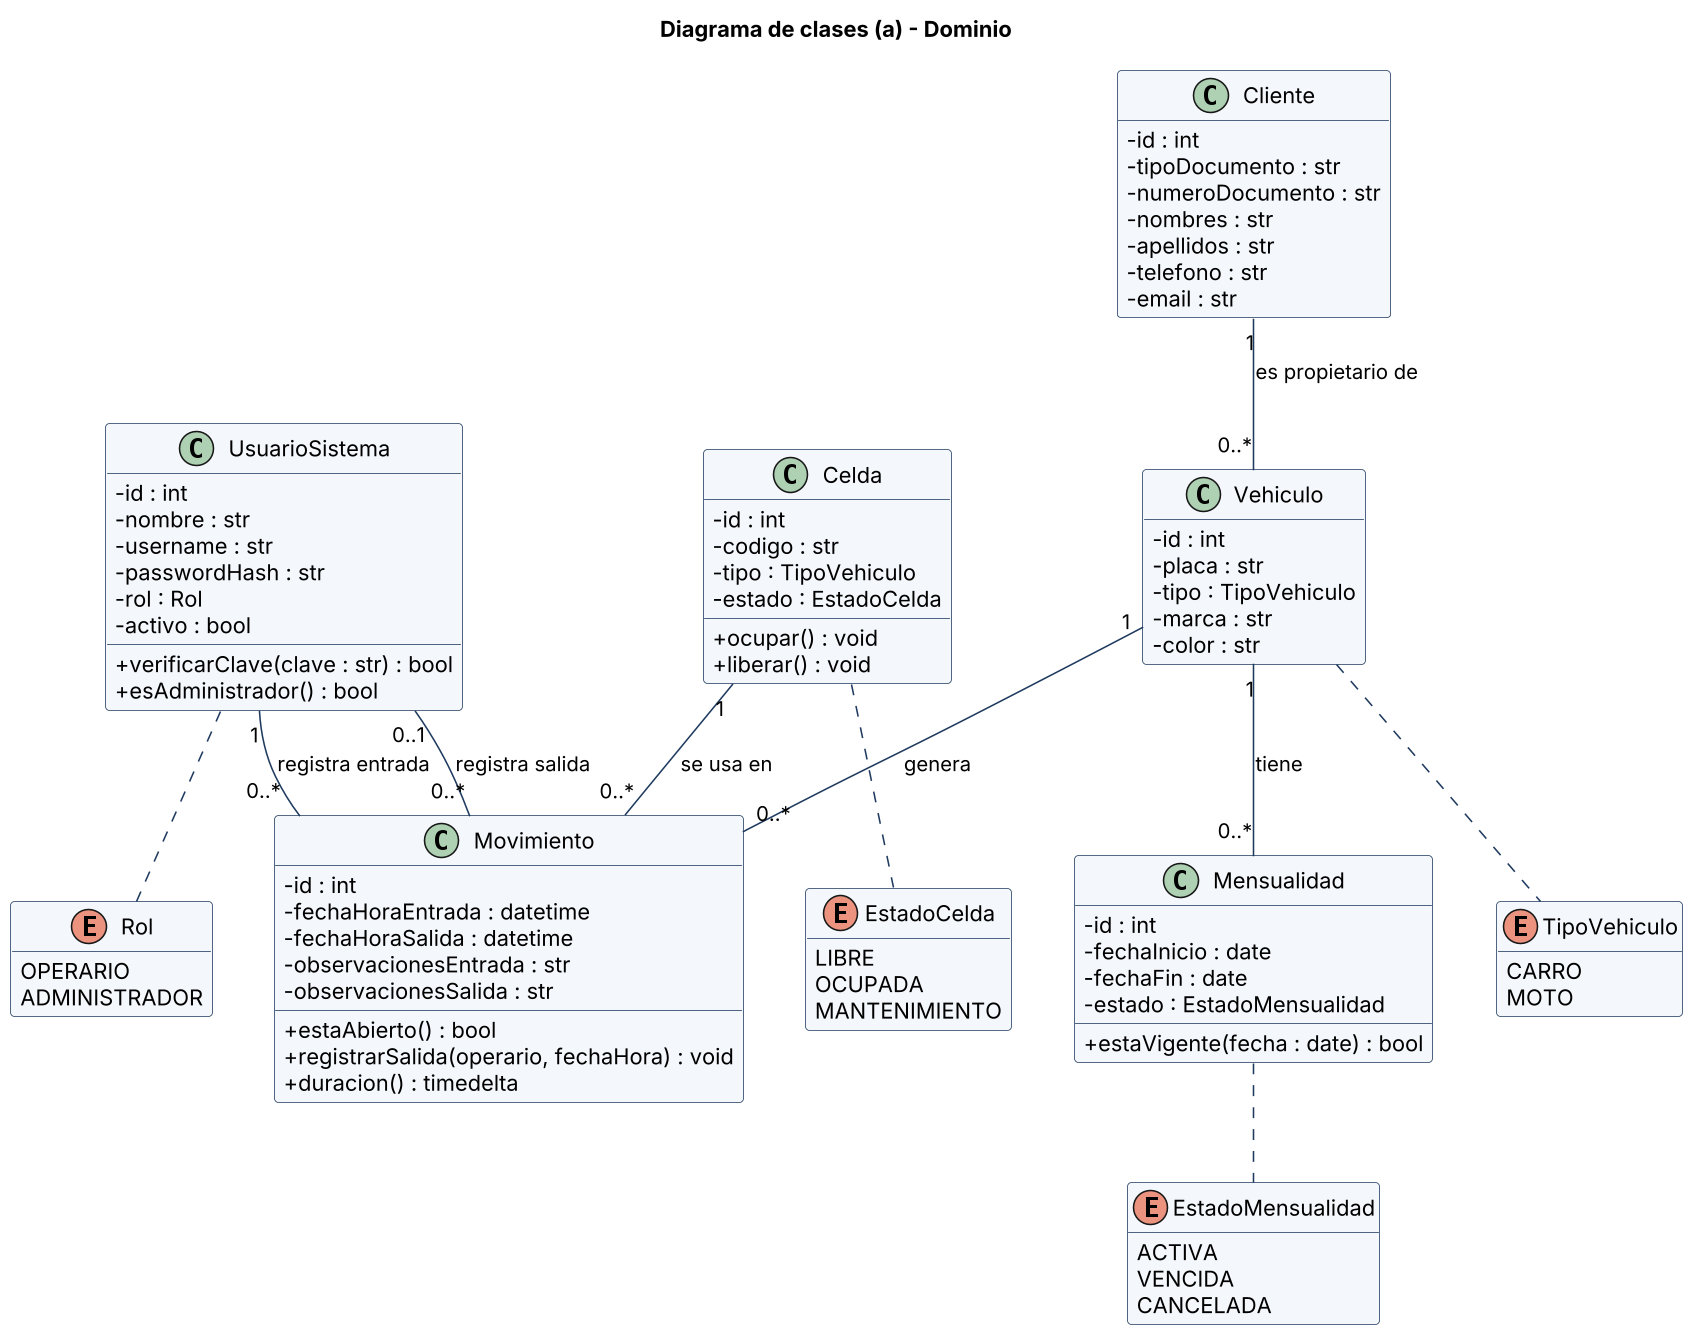 Diagrama de clases (a) - Dominio
C Cliente
-id : int
-tipoDocumento : str
-numeroDocumento : str
-nombres : str
-apellidos : str
-telefono : str
-email : str
1
es propietario de
0..*
C UsuarioSistema
-id : int
-nombre : str
-username : str
-passwordHash : str
-rol : Rol
-activo : bool
+verificarClave(clave : str) : bool
+esAdministrador() : bool
C Celda
-id : int
-codigo : str
-tipo : TipoVehiculo
-estado : EstadoCelda
+ocupar() : void
+liberar() : void
C Vehiculo
-id : int
-placa : str
-tipo : TipoVehiculo
-marca : str
-color : str
1
registra entrada
0..*
0..1
registra salida
0..*
1
se usa en
0..*
1
genera
0..*
1
tiene
0..*
E Rol
OPERARIO
ADMINISTRADOR
C Movimiento
-id : int
-fechaHoraEntrada : datetime
-fechaHoraSalida : datetime
-observacionesEntrada : str
-observacionesSalida : str
+estaAbierto() : bool
+registrarSalida(operario, fechaHora) : void
+duracion() : timedelta
E EstadoCelda
LIBRE
OCUPADA
MANTENIMIENTO
C Mensualidad
-id : int
-fechaInicio : date
-fechaFin : date
-estado : EstadoMensualidad
+estaVigente(fecha : date) : bool
E TipoVehiculo
CARRO
MOTO
E EstadoMensualidad
ACTIVA
VENCIDA
CANCELADA